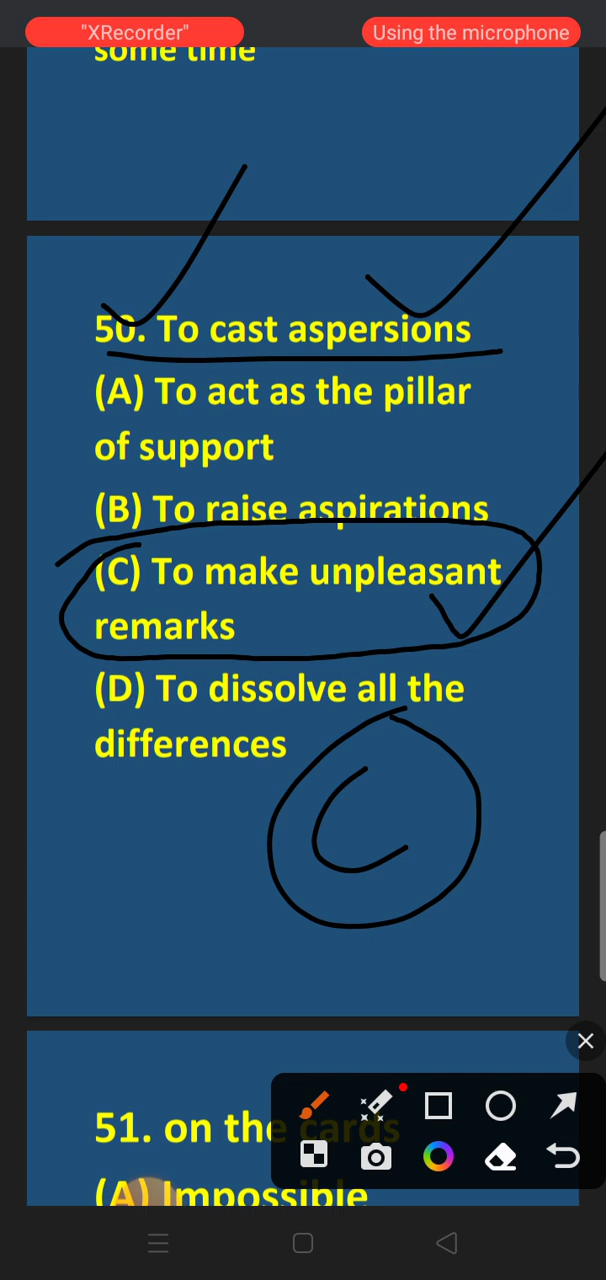 "XRecorder" Using the microphone
some time
50. To cast aspersions
(A) To act as the pillar
of support
(B) To raise aspirations
(C) To make unpleasant
remarks
(D) To dissolve all the
differences
C
51. on the cards
(A) Impossible